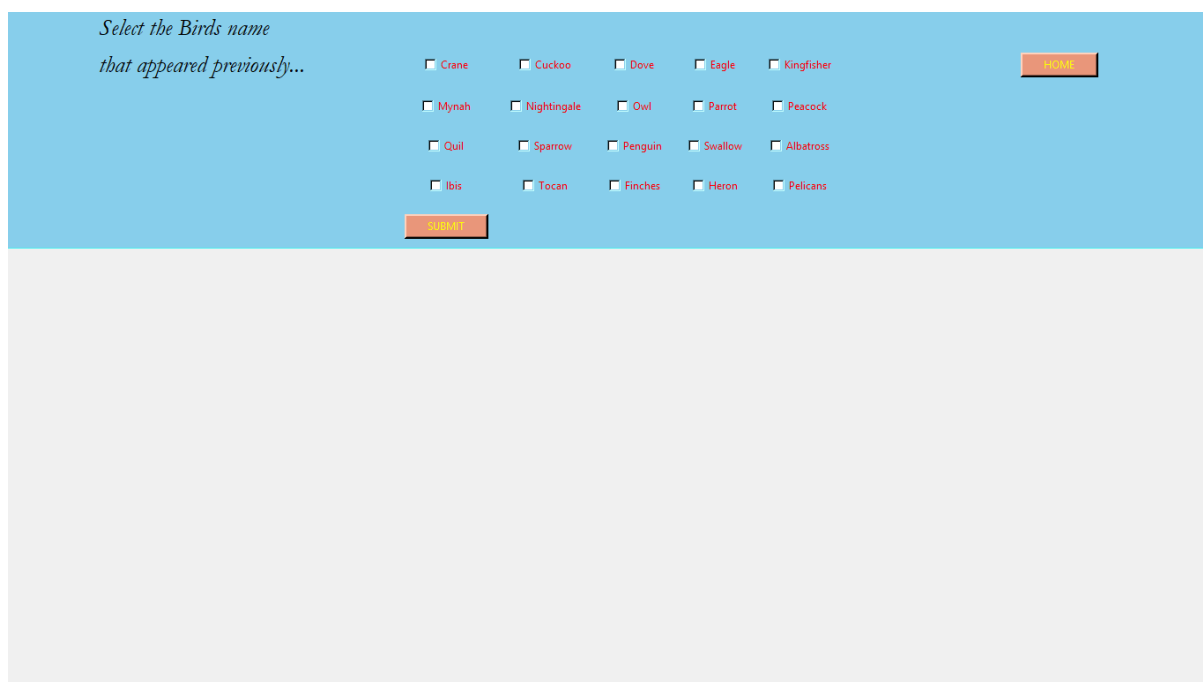 Select the Birds name
that appeared previously...
Crane Cuckoo Dove Eagle Kingfisher HOME
Mynah Nightingale Owl Parrot Peacock
Quil Sparrow Penguin Swallow Albatross
Ibis Tocan Finches Heron Pelicans
SUBMIT